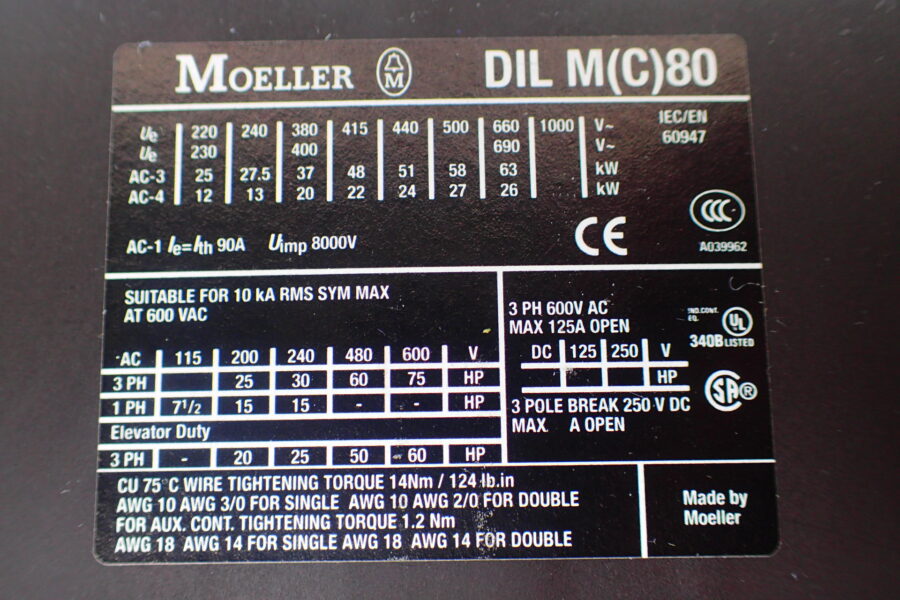 MOELLER M DIL M(C)80
Ue 220 240 380 415 440 500 660 1000 V~
Ue 230 400 690 V~
AC-3 25 27.5 37 48 51 58 63 kW
AC-4 12 13 20 22 24 27 26 kW
IEC/EN
60947
AC-1 Ie=Ith 90A Uimp 8000V
CE
CCC
A039962
SUITABLE FOR 10 kA RMS SYM MAX
AT 600 VAC
AC 115 200 240 480 600 V
3 PH 25 30 60 75 HP
1 PH 7 1/2 15 15 - - HP
Elevator Duty
3 PH - 20 25 50 60 HP
3 PH 600V AC
MAX 125A OPEN
IND.CONT.
EQ.
UL
340B LISTED
DC 125 250 V
HP
SA®
3 POLE BREAK 250 V DC
MAX. A OPEN
CU 75°C WIRE TIGHTENING TORQUE 14Nm / 124 lb.in
AWG 10 AWG 3/0 FOR SINGLE AWG 10 AWG 2/0 FOR DOUBLE
FOR AUX. CONT. TIGHTENING TORQUE 1.2 Nm
AWG 18 AWG 14 FOR SINGLE AWG 18 AWG 14 FOR DOUBLE
Made by
Moeller